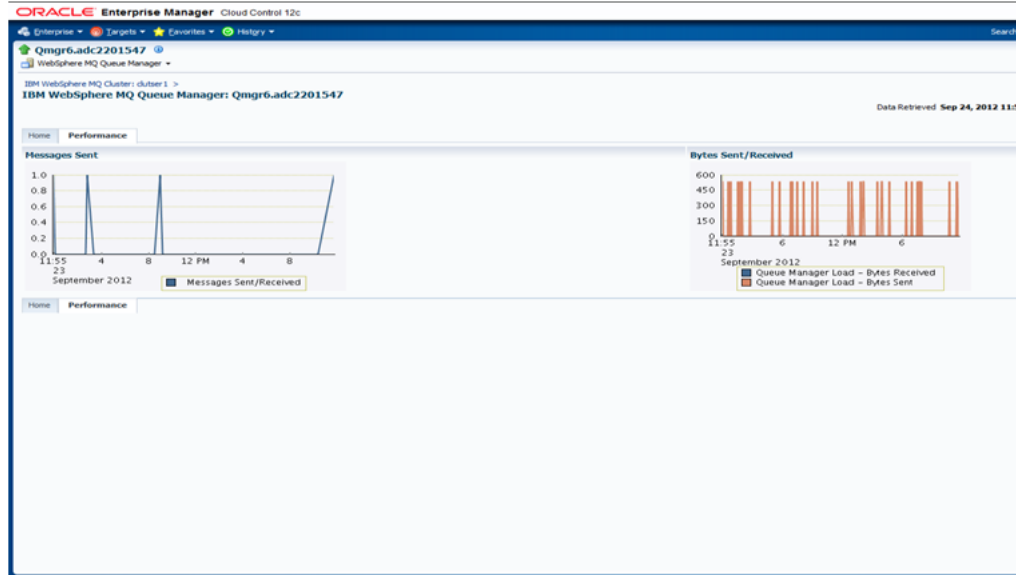 ORACLE Enterprise Manager Cloud Control 12c
Enterprise Targets Favorites History Search
Qmgr6.adc2201547
WebSphere MQ Queue Manager
IBM WebSphere MQ Cluster: cluster1 >
IBM WebSphere MQ Queue Manager: Qmgr6.adc2201547
Data Retrieved Sep 24, 2012 11:5
Home Performance
Messages Sent
1.0
0.8
0.6
0.4
0.2
0.0
11:55 4 8 12 PM 4 8
23
September 2012
Messages Sent/Received
Bytes Sent/Received
600
450
300
150
0
11:55 6 12 PM 6
23
September 2012
Queue Manager Load - Bytes Received
Queue Manager Load - Bytes Sent
Home Performance